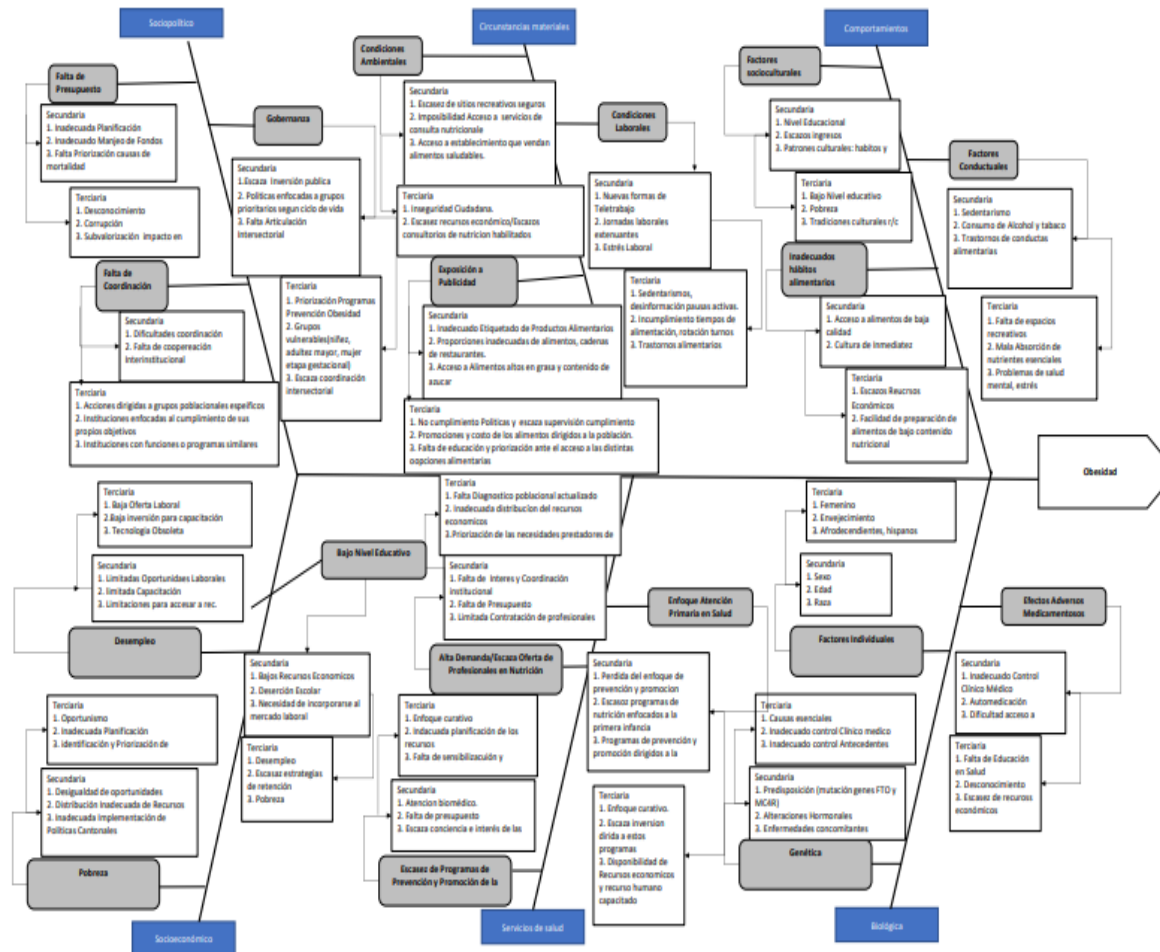 Sociopolítico
Circunstancias materiales
Comportamientos
Falta de
Presupuesto
Secundaria
1. Inadecuada Planificación
2. Inadecuado Manjeo de Fondos
3. Falta Priorización causas de
mortalidad
Terciaria
1. Desconocimiento
2. Corrupción
3. Subvalorización impacto en
Gobernanza
Secundaria
1.Escaza Inversión publica
2. Politicas enfocadas a grupos
prioritarios segun ciclo de vida
3. Falta Articulación
Intersectorial
Terciaria
1. Priorización Programas
Prevención Obesidad
2. Grupos
vulnerables(niñez,
adultez mayor, mujer
etapa gestacional)
3. Escaza coordinación
intersectorial
Falta de
Coordinación
Secundaria
1. Dificultades coordinación
2. Falta de coopereación
Interinstitucional
Terciaria
1. Acciones dirigidas a grupos poblacionales espeíficos
2. Instituciones enfocadas al cumplimiento de sus
propios objetivos
3. Instituciones con funciones o programas similares
Condiciones
Ambientales
Secundaria
1. Escasez de sitios recreativos seguros
2. Imposibilidad Acceso a servicios de
consulta nutricionale
3. Acceso a establecimiento que vendan
alimentos saludables.
Terciaria
1. Inseguridad Ciudadana.
2. Escases recursos económico/Escazos
consultorios de nutricion habilitados
Condiciones
Laborales
Secundaria
1. Nuevas formas de
Teletrabajo
2. Jornadas laborales
estenuantes
3. Estrés Laboral
Terciaria
1. Sedentarismos,
desinformación pausas activas.
2. Incumplimiento tiempos de
alimentación, rotación turnos
3. Trastornos alimentarios
Exposición a
Publicidad
Secundaria
1. Inadecuado Etiquetado de Productos Alimentarios
2. Proporciones inadecuadas de alimentos, cadenas
de restaurantes.
3. Acceso a Alimentos altos en grasa y contenido de
azucar
Terciaria
1. No cumplimiento Politicas y escaza supervisión cumplimiento
2. Promociones y costo de los alimentos dirigidos a la población.
3. Falta de educación y priorización ante el acceso a las distintas
oopciones alimentarias
Factores
socioculturales
Secundaria
1. Nivel Educacional
2. Escazos ingresos
3. Patrones culturales: habitos y
Terciaria
1. Bajo Nivel educativo
2. Pobreza
3. Tradiciones culturales r/c
Factores
Conductuales
Secundaria
1. Sedentarismo
2. Consumo de Alcohol y tabaco
3. Trastornos de conductas
alimentarias
Terciaria
1. Falta de espacios
recreativos
2. Mala Absorción de
nutrientes esenciales
3. Problemas de salud
mental, estrés
Inadecuados
hábitos
alimentarios
Secundaria
1. Acceso a alimentos de baja
calidad
2. Cultura de Inmediatez
Terciaria
1. Escazos Reucrsos
Económicos
2. Facilidad de preparación de
alimentos de bajo contenido
nutricional
Obesidad
Terciaria
1. Baja Oferta Laboral
2.Baja inversión para capacitación
3. Tecnología Obsoleta
Secundaria
1. Limitadas Oportunidaes Laborales
2. Ilimitada Capacitación
3. Limitaciones para accesar a rec.
Desempleo
Bajo Nivel Educativo
Secundaria
1. Bajos Recursos Economicos
2. Deserción Escolar
3. Necesidad de incorporarse al
mercado laboral
Terciaria
1. Desempleo
2. Escasas estrategias
de retención
3. Pobreza
Terciaria
1. Oportunismo
2. Inadecuada Planificación
3. Identificación y Priorización de
Secundaria
1. Desigualdad de oportunidades
2. Distribución Inadecuada de Recursos
3. Inadecuada Implementación de
Políticas Cantonales
Pobreza
Terciaria
1. Falta Diagnostico poblacional actualizado
2. Inadecuada distribucion del recursos
economicos
3.Priorización de las necesidades prestadores de
Secundaria
1. Falta de Interes y Coordinación
institucional
2. Falta de Presupuesto
3. Limitada Contratación de profesionales
Alta Demanda/Escaza Oferta de
Profesionales en Nutrición
Enfoque Atención
Primaria en Salud
Secundaria
1. Perdida del enfoque de
prevención y promocion
2. Escasoz programas de
nutrición enfocados a la
primera infancia
3. Programas de prevención y
promoción dirigidos a la
Terciaria
1. Enfoque curativo.
2. Escaza inversion
dirida a estos
programas
3. Disponibilidad de
Recursos economicos
y recurso humano
capacitado
Terciaria
1. Enfoque curativo
2. Indacuada planificación de los
recursos
3. Falta de sensibilizacuán y
Secundaria
1. Atencion biomédico.
2. Falta de presupuesto
3. Escaza conciencia e interés de las
Escasez de Programas de
Prevención y Promoción de la
Terciaria
1. Femenino
2. Envejecimiento
3. Afrodecendientes, hispanos
Secundaria
1. Sexo
2. Edad
3. Raza
Factores Individuales
Efectos Adversos
Medicamentosos
Secundaria
1. Inadecuado Control
Clínico Médico
2. Automedicación
3. Dificultad acceso a
Terciaria
1. Falta de Educación
en Salud
2. Desconocimiento
3. Escasez de recuross
económicos
Terciaria
1. Causas esenciales
2. Inadecuado control Clínico medico
3. Inadecuado control Antecedentes
Secundaria
1. Predisposición (mutación genes FTO y
MC4R)
2. Alteraciones Hormonales
3. Enfermedades concomitantes
Genética
Socioeconómico
Servicios de salud
Biológica